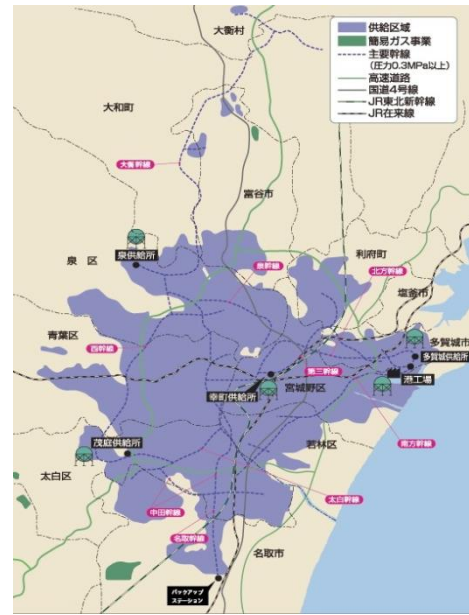 供給区域
簡易ガス事業
主要幹線
(圧力0.3MPa以上)
高速道路
国道4号線
JR東北新幹線
JR在来線
大衡村
大和町
大衡幹線
富谷市
泉区
泉供給所
利府町
北方幹線
塩釜市
青葉区
西幹線
多賀城市
多賀城供給所
第三幹線
港工場
幸町供給所
宮城野区
茂庭供給所
若林区
南方幹線
太白区
太白幹線
中田幹線
名取幹線
名取市
バックアップ
ステーション